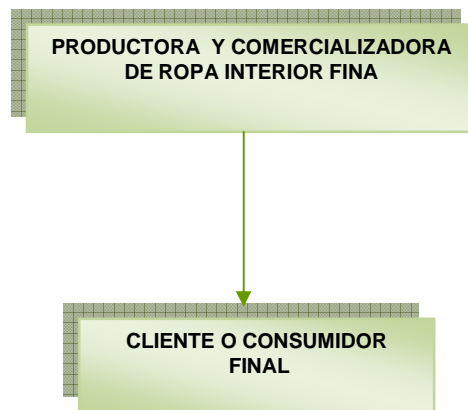 PRODUCTORA Y COMERCIALIZADORA
DE ROPA INTERIOR FINA
CLIENTE O CONSUMIDOR
FINAL